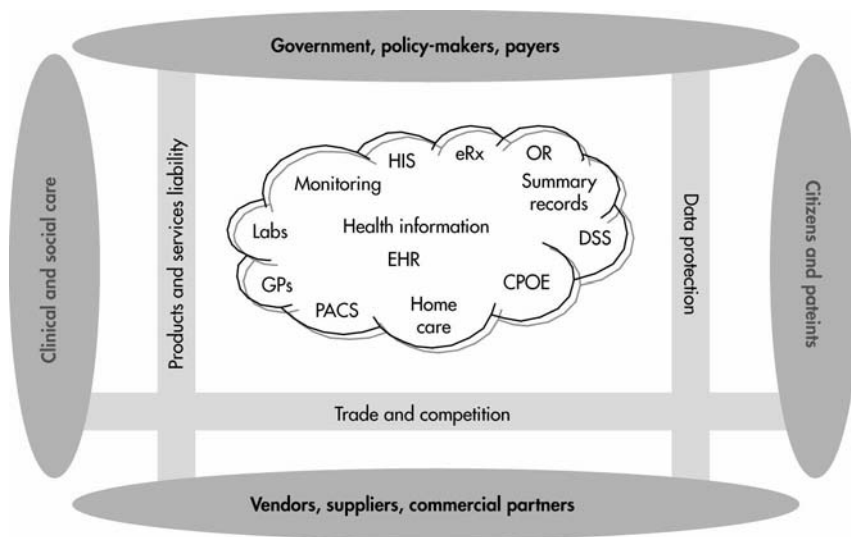 Government, policy-makers, payers
Clinical and social care
Products and services liability
HIS
eRx
OR
Monitoring
Summary
records
Labs
Health information
DSS
EHR
GPs
CPOE
PACS
Home
care
Data protection
Citizens and pateints
Trade and competition
Vendors, suppliers, commercial partners